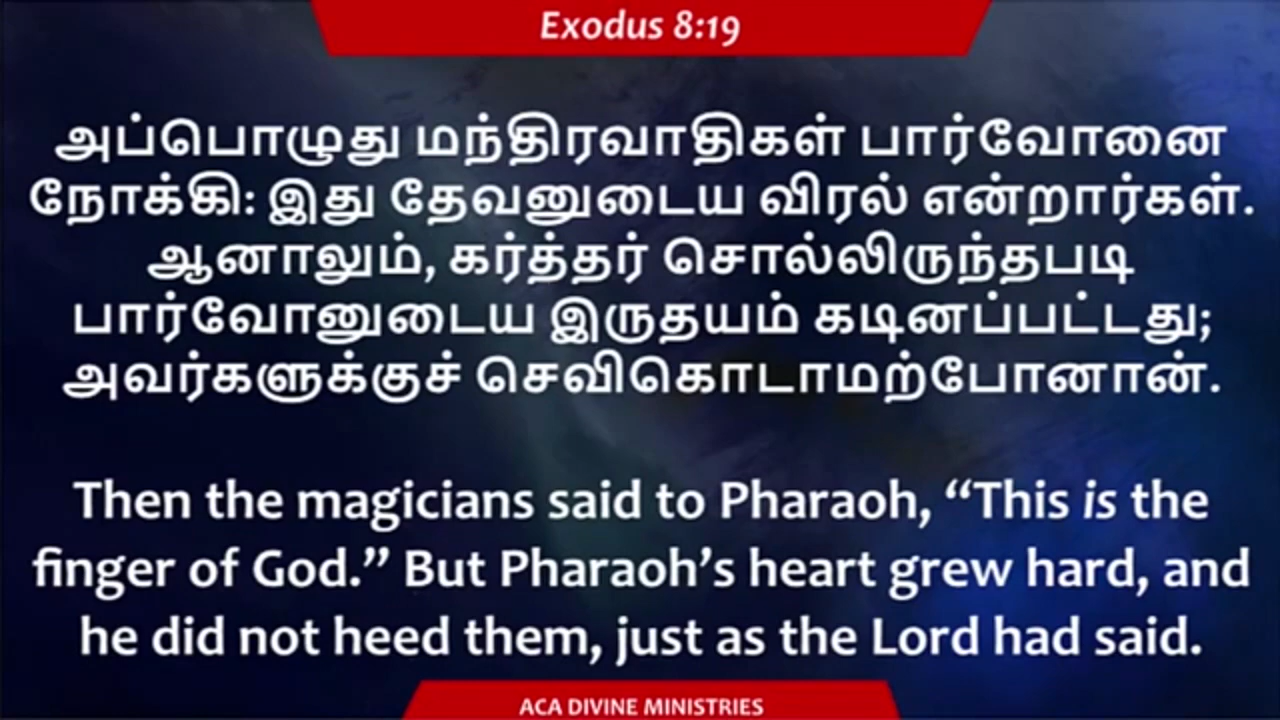 Exodus 8:19
அப்பொழுது மந்திரவாதிகள் பார்வோனை
நோக்கி: இது தேவனுடைய விரல் என்றார்கள்.
ஆனாலும், கர்த்தர் சொல்லிருந்தபடி
பார்வோனுடைய இருதயம் கடினப்பட்டது;
அவர்களுக்குச் செவிகொடாமற்போனான்.
Then the magicians said to Pharaoh, “This is the
finger of God.” But Pharaoh’s heart grew hard, and
he did not heed them, just as the Lord had said.
ACA DIVINE MINISTRIES